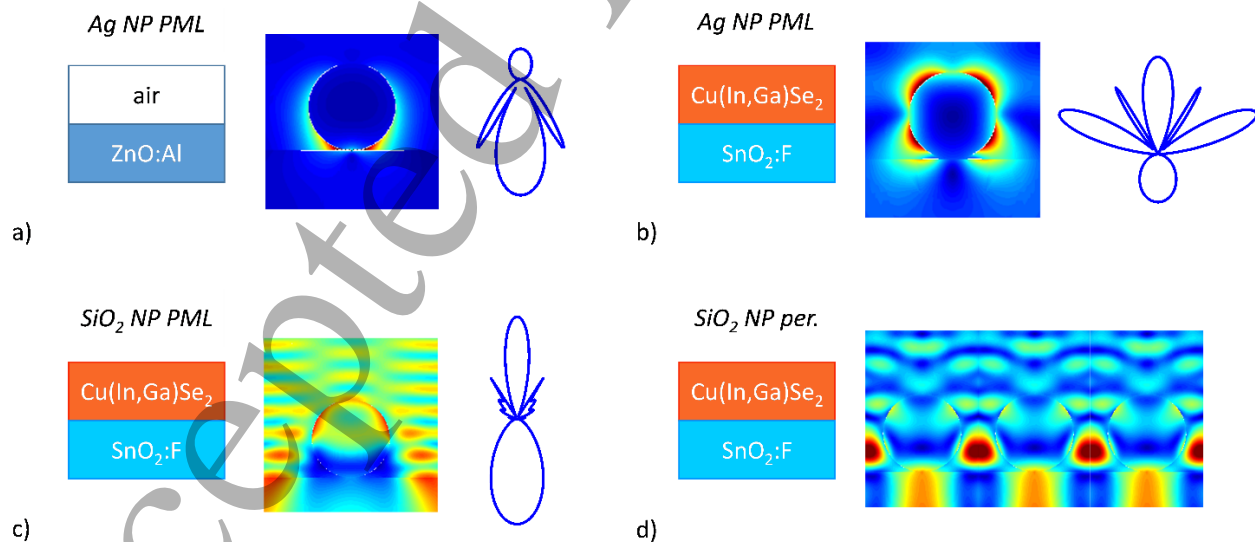 Ag NP PML
air
ZnO:Al
a)
Ag NP PML
Cu(In,Ga)Se₂
SnO₂:F
b)
SiO₂ NP PML
Cu(In,Ga)Se₂
SnO₂:F
c)
SiO₂ NP per.
Cu(In,Ga)Se₂
SnO₂:F
d)
cepted